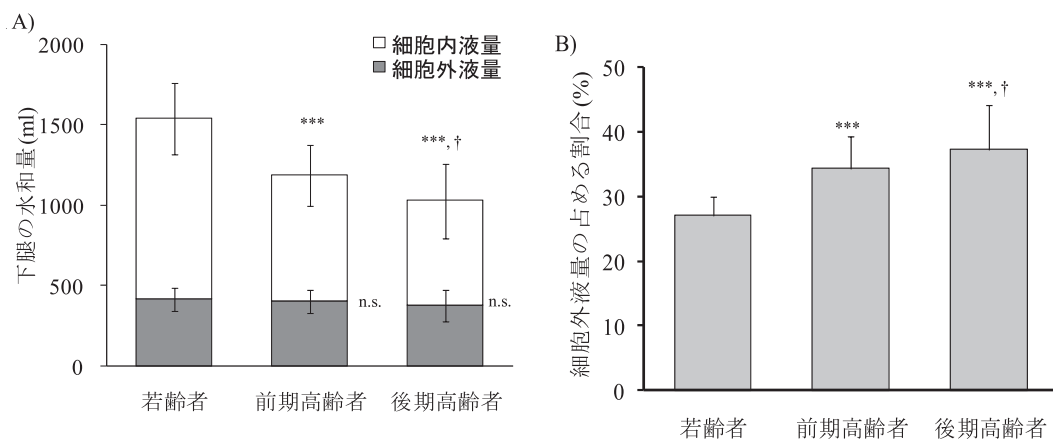 A)
下腿の水和量(ml)
2000
1500
1000
500
0
細胞内液量
細胞外液量
***
***, †
n.s.
n.s.
若齢者
前期高齢者
後期高齢者
B)
細胞外液量の占める割合(%)
50
40
30
20
10
0
***
***, †
若齢者
前期高齢者
後期高齢者